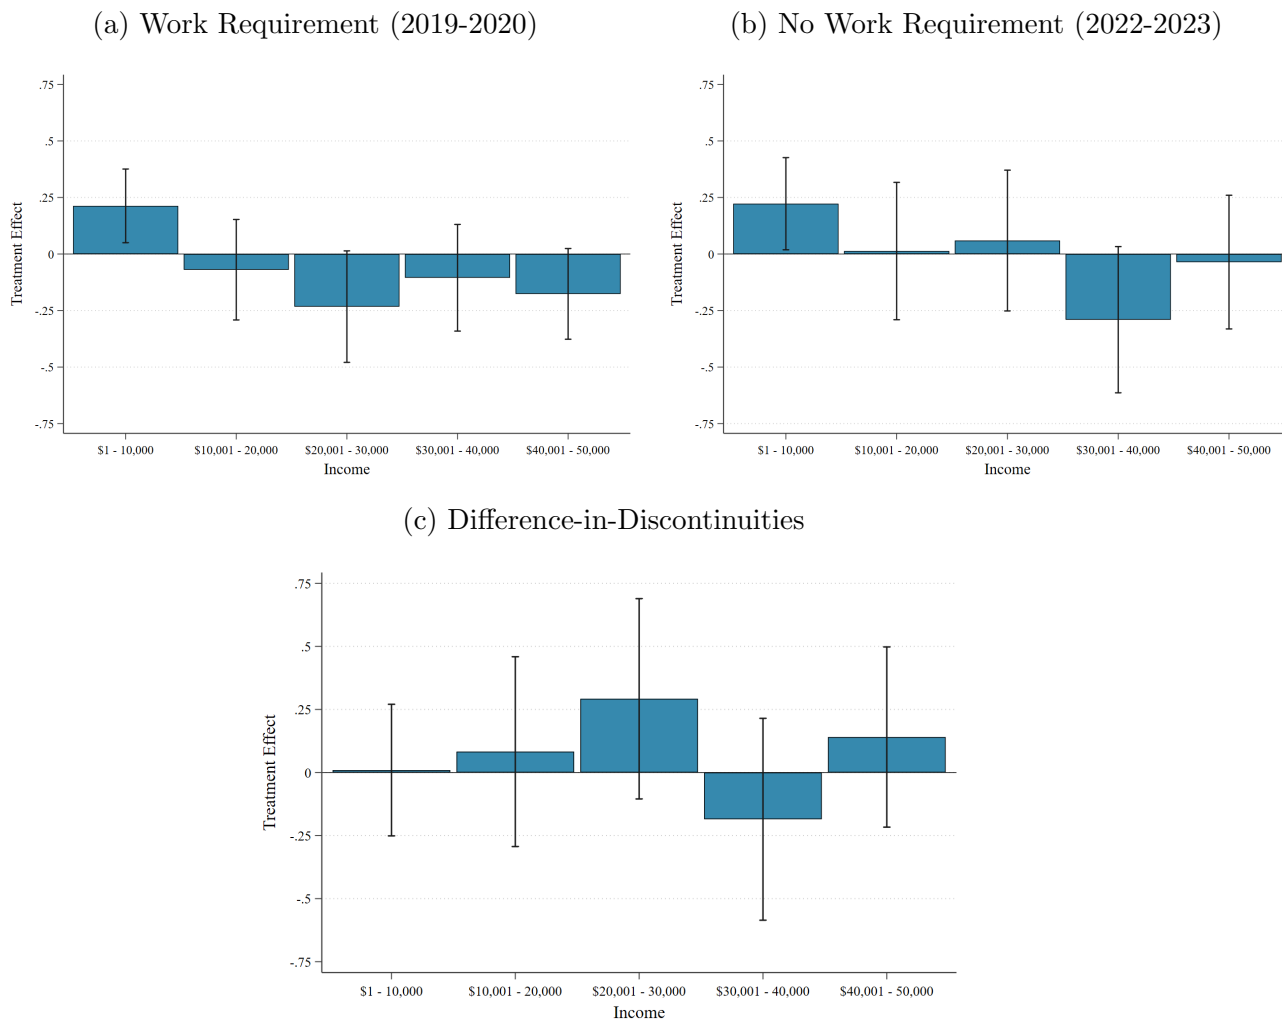 (a) Work Requirement (2019-2020)
.75
.5
.25
0
-.25
-.5
-.75
Treatment Effect
$1 - 10,000 $10,001 - 20,000 $20,001 - 30,000 $30,001 - 40,000 $40,001 - 50,000
Income
(b) No Work Requirement (2022-2023)
.75
.5
.25
0
-.25
-.5
-.75
Treatment Effect
$1 - 10,000 $10,001 - 20,000 $20,001 - 30,000 $30,001 - 40,000 $40,001 - 50,000
Income
(c) Difference-in-Discontinuities
.75
.5
.25
0
-.25
-.5
-.75
Treatment Effect
$1 - 10,000 $10,001 - 20,000 $20,001 - 30,000 $30,001 - 40,000 $40,001 - 50,000
Income